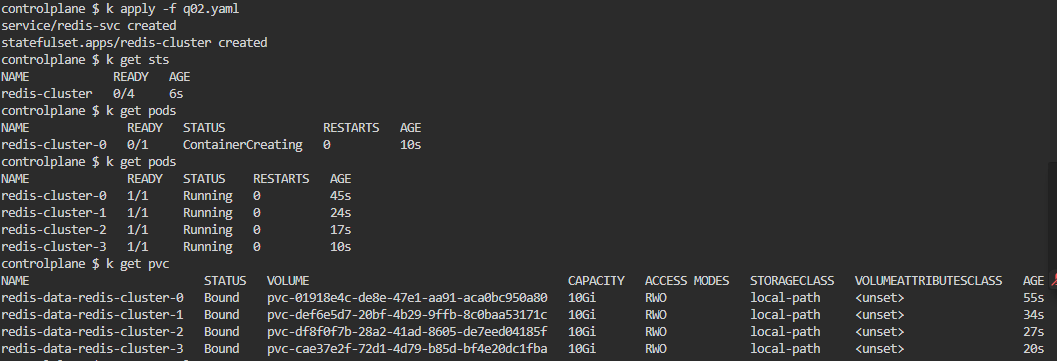 controlplane $ k apply -f q02.yaml
service/redis-svc created
statefulset.apps/redis-cluster created
controlplane $ k get sts
NAME            READY   AGE
redis-cluster   0/4     6s
controlplane $ k get pods
NAME              READY   STATUS              RESTARTS   AGE
redis-cluster-0   0/1     ContainerCreating   0          10s
controlplane $ k get pods
NAME              READY   STATUS    RESTARTS   AGE
redis-cluster-0   1/1     Running   0          45s
redis-cluster-1   1/1     Running   0          24s
redis-cluster-2   1/1     Running   0          17s
redis-cluster-3   1/1     Running   0          10s
controlplane $ k get pvc
NAME                         STATUS   VOLUME                                     CAPACITY   ACCESS MODES   STORAGECLASS   VOLUMEATTRIBUTESCLASS   AGE
redis-data-redis-cluster-0   Bound    pvc-01918e4c-de8e-47e1-aa91-aca0bc950a80   10Gi       RWO            local-path     <unset>                 55s
redis-data-redis-cluster-1   Bound    pvc-def6e5d7-20bf-4b29-9ffb-8c0baa53171c   10Gi       RWO            local-path     <unset>                 34s
redis-data-redis-cluster-2   Bound    pvc-df8f0f7b-28a2-41ad-8605-de7eed04185f   10Gi       RWO            local-path     <unset>                 27s
redis-data-redis-cluster-3   Bound    pvc-cae37e2f-72d1-4d79-b85d-bf4e20dc1fba   10Gi       RWO            local-path     <unset>                 20s